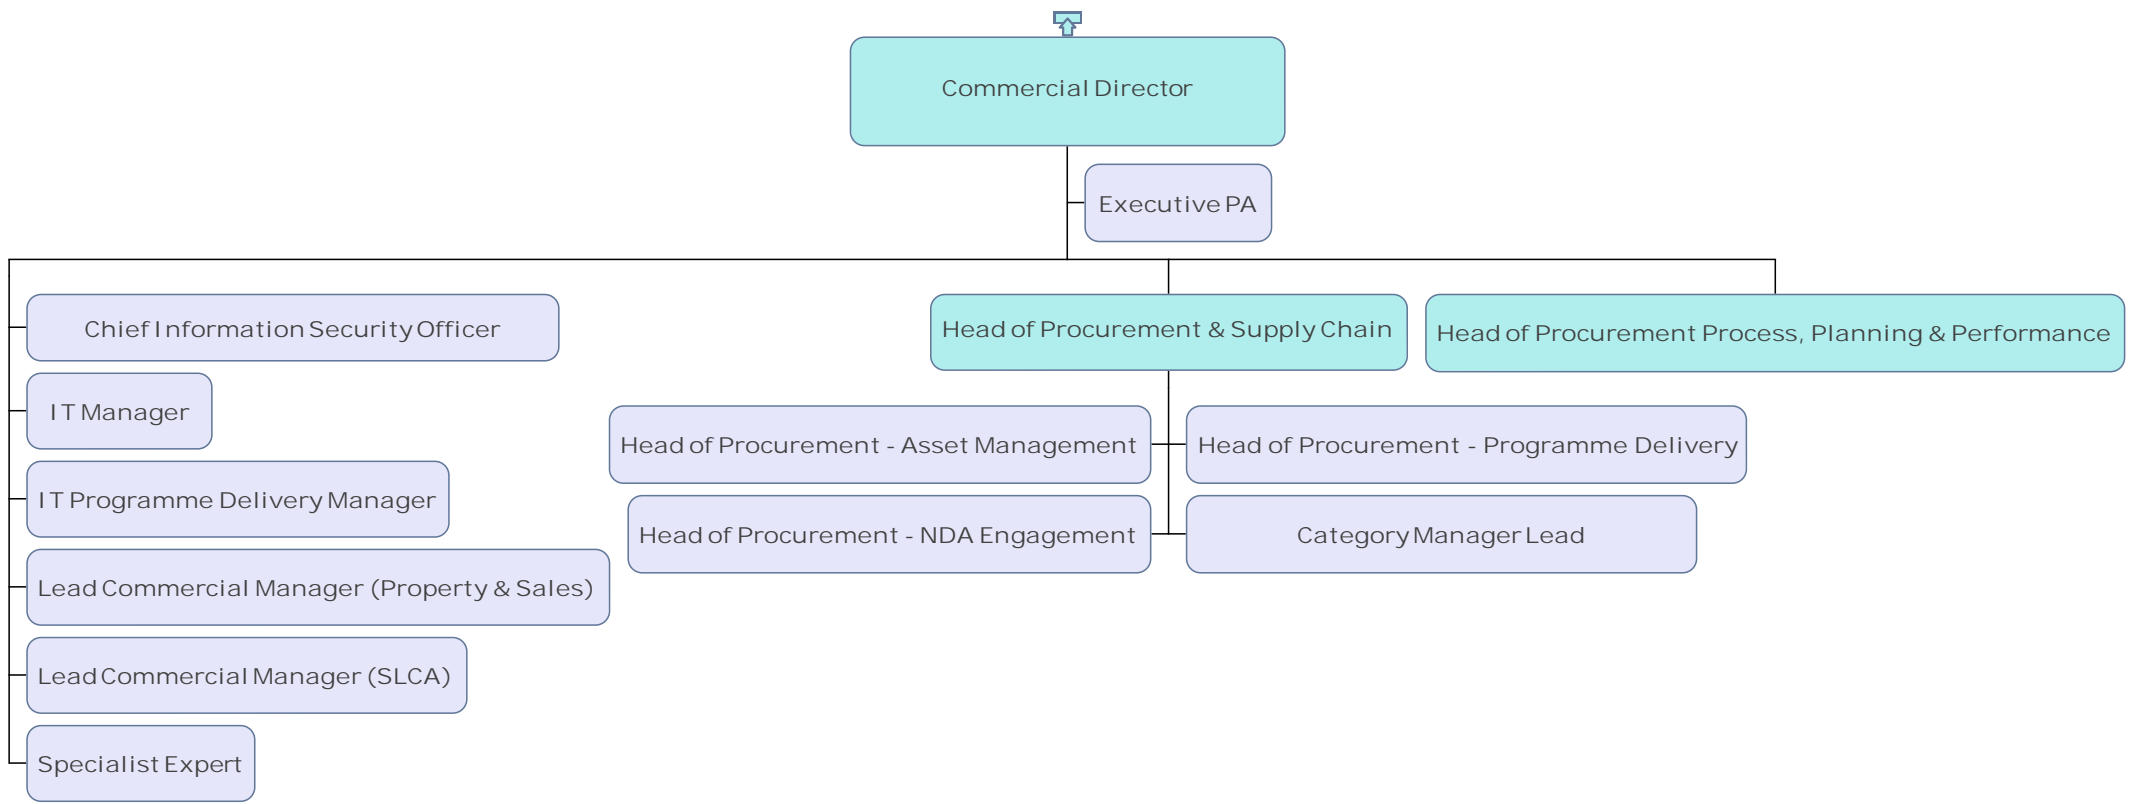 Commercial Director
Executive PA
Chief Information Security Officer
Head of Procurement & Supply Chain
Head of Procurement Process, Planning & Performance
IT Manager
Head of Procurement - Asset Management
Head of Procurement - Programme Delivery
IT Programme Delivery Manager
Head of Procurement - NDA Engagement
Category Manager Lead
Lead Commercial Manager (Property & Sales)
Lead Commercial Manager (SLCA)
Specialist Expert